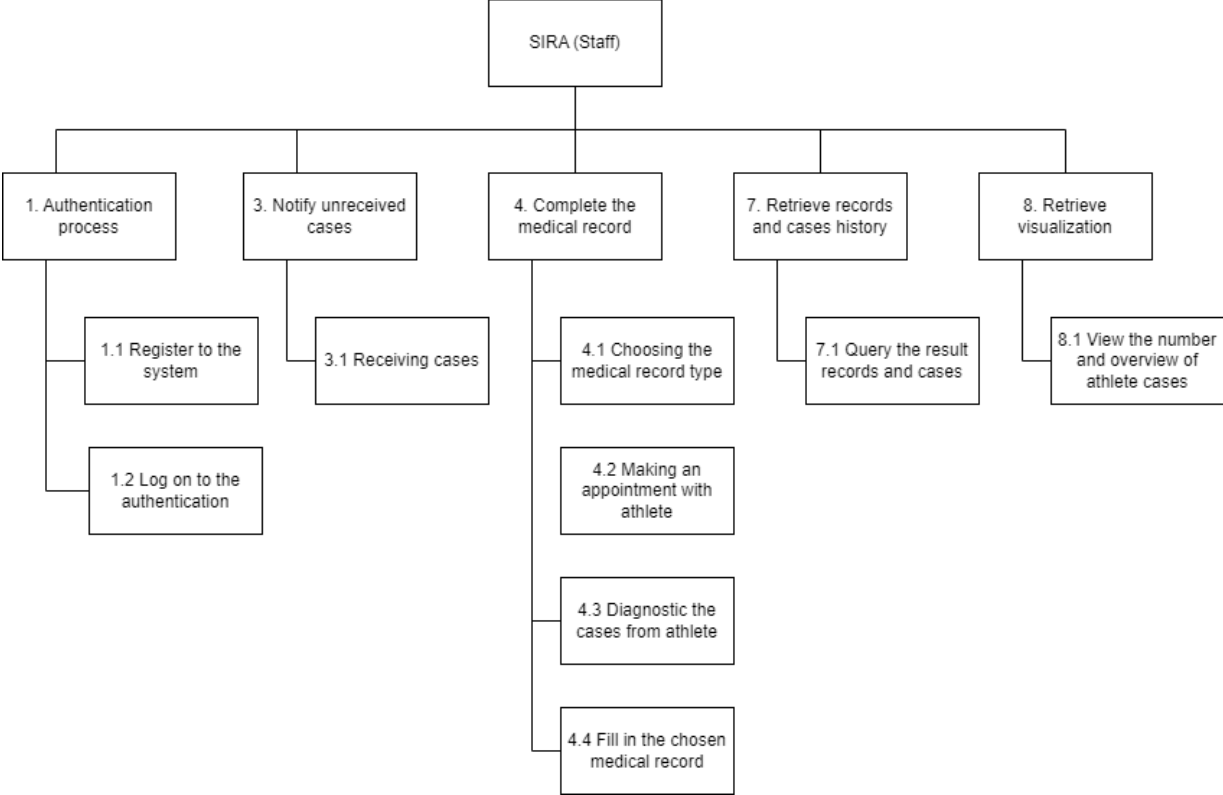 SIRA (Staff)
1. Authentication
process
3. Notify unreceived
cases
4. Complete the
medical record
7. Retrieve records
and cases history
8. Retrieve
visualization
1.1 Register to the
system
3.1 Receiving cases
4.1 Choosing the
medical record type
7.1 Query the result
records and cases
8.1 View the number
and overview of
athlete cases
1.2 Log on to the
authentication
4.2 Making an
appointment with
athlete
4.3 Diagnostic the
cases from athlete
4.4 Fill in the chosen
medical record